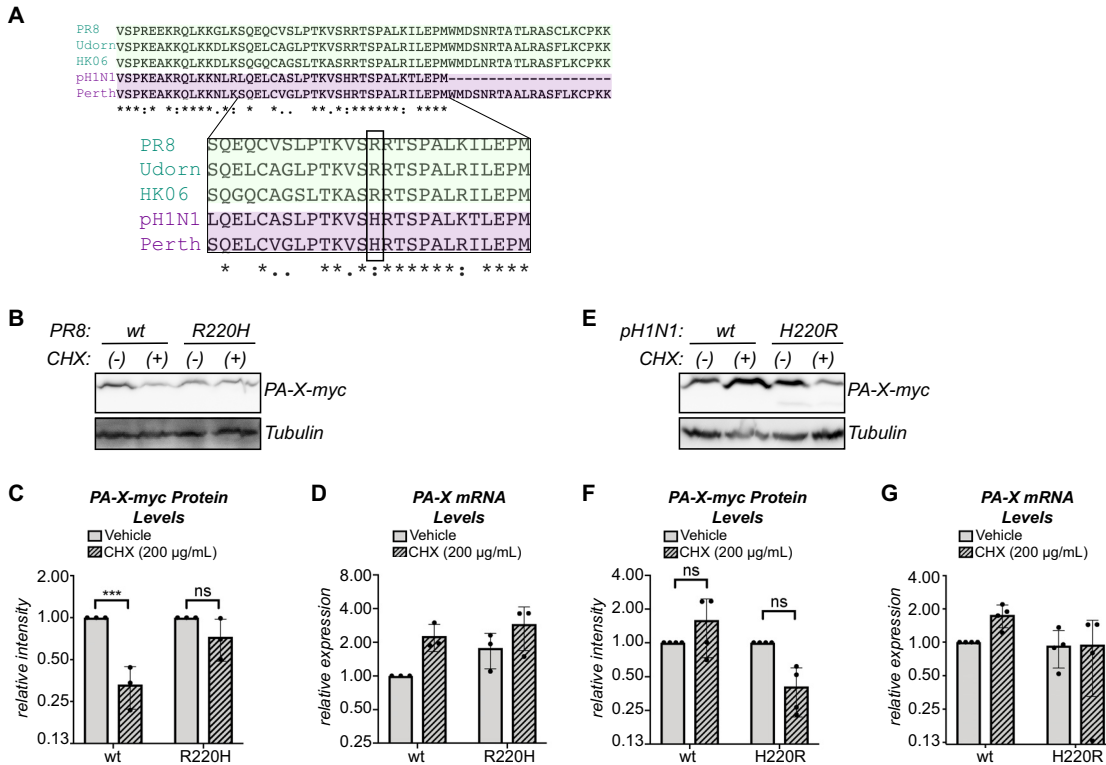 A
PR8 VSPREEKRQLKKGLKSQEQCVSLPTKVSRRTSPALKILEPMWMDSNRTATLRASCLKCPKK
Udorn VSPKEAKRQLKKDLKSQELCAGLPTKVSRRTSPALRILEPMWMDSNRTATLRASFLKCPKK
HK06 VSPKEAKRQLKKDLKSQGQCAGSLTKASRRTSPALRILEPMWMDSNRTATLRASFLKCPKK
pH1N1 VSPKEAKRQLKKNLRLQELCASLPTKVSHRTSPALKTLEPM--------------------
Perth VSPKEAKKQLKKNLKSQELCVGLPTKVSHRTSPALRILEPMWMDSNRTAALRASFLKCPKK
***:* *:****.*: * *.. **.*:******: ****
PR8 SQEQCVSLPTKVSRRTSPALKILEPM
Udorn SQELCAGLPTKVSRRTSPALRILEPM
HK06 SQGQCAGSLTKASRRTSPALRILEPM
pH1N1 LQELCASLPTKVSHRTSPALKTLEPM
Perth SQELCVGLPTKVSHRTSPALRILEPM
* *.. **.*:******: ****
B
PR8: wt R220H
CHX: (-) (+) (-) (+)
PA-X-myc
Tubulin
E
pH1N1: wt H220R
CHX: (-) (+) (-) (+)
PA-X-myc
Tubulin
C
PA-X-myc Protein
Levels
Vehicle
CHX (200 µg/mL)
relative intensity
2.00
1.00
0.50
0.25
0.13
***
ns
wt R220H
D
PA-X mRNA
Levels
Vehicle
CHX (200 µg/mL)
relative expression
8.00
4.00
2.00
1.00
0.50
0.25
wt R220H
F
PA-X-myc Protein
Levels
Vehicle
CHX (200 µg/mL)
relative intensity
4.00
2.00
1.00
0.50
0.25
0.13
ns
ns
wt H220R
G
PA-X mRNA
Levels
Vehicle
CHX (200 µg/mL)
relative expression
4.00
2.00
1.00
0.50
0.25
0.13
wt H220R